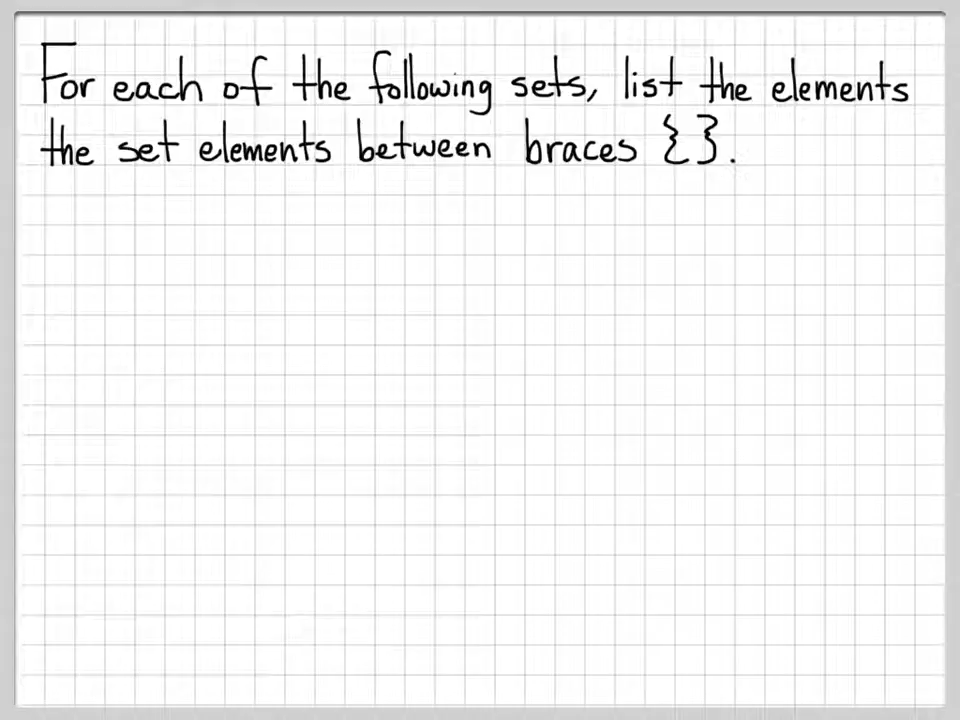 For each of the following sets, list the elements
the set elements between braces {}.